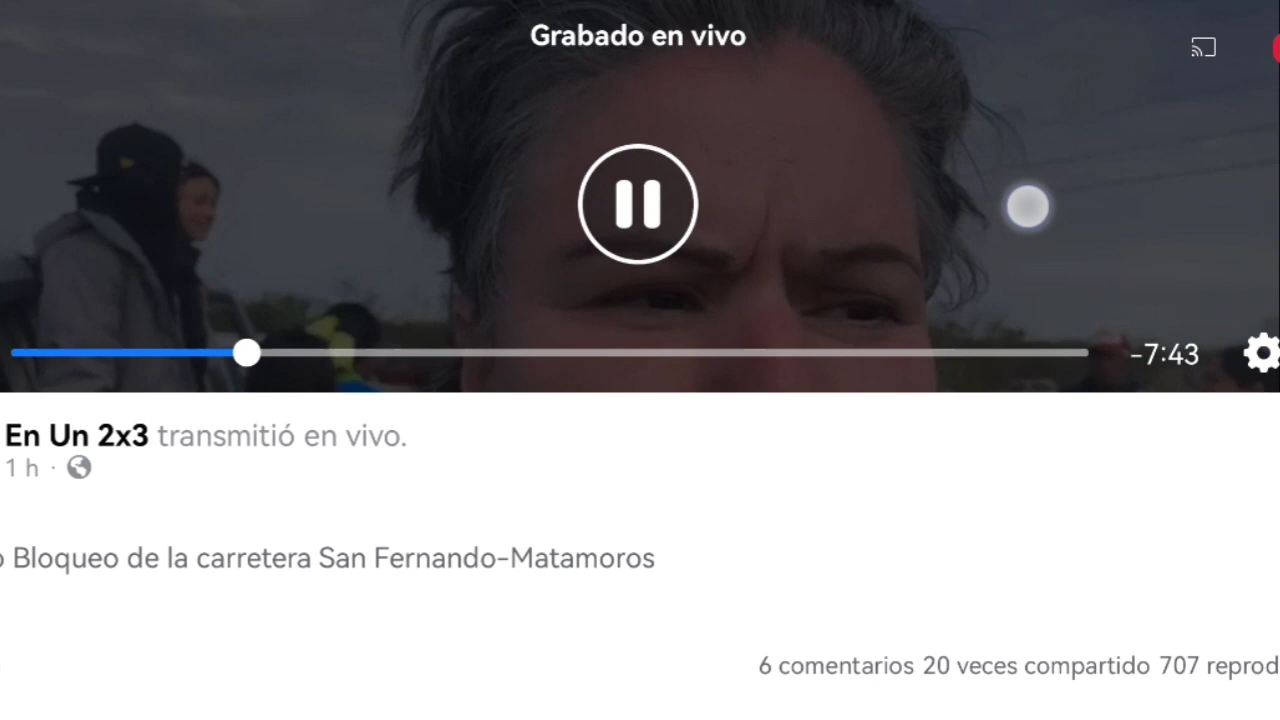 Grabado en vivo
-7:43
En Un 2x3 transmitió en vivo.
1 h ·
o Bloqueo de la carretera San Fernando-Matamoros
6 comentarios 20 veces compartido 707 reprod